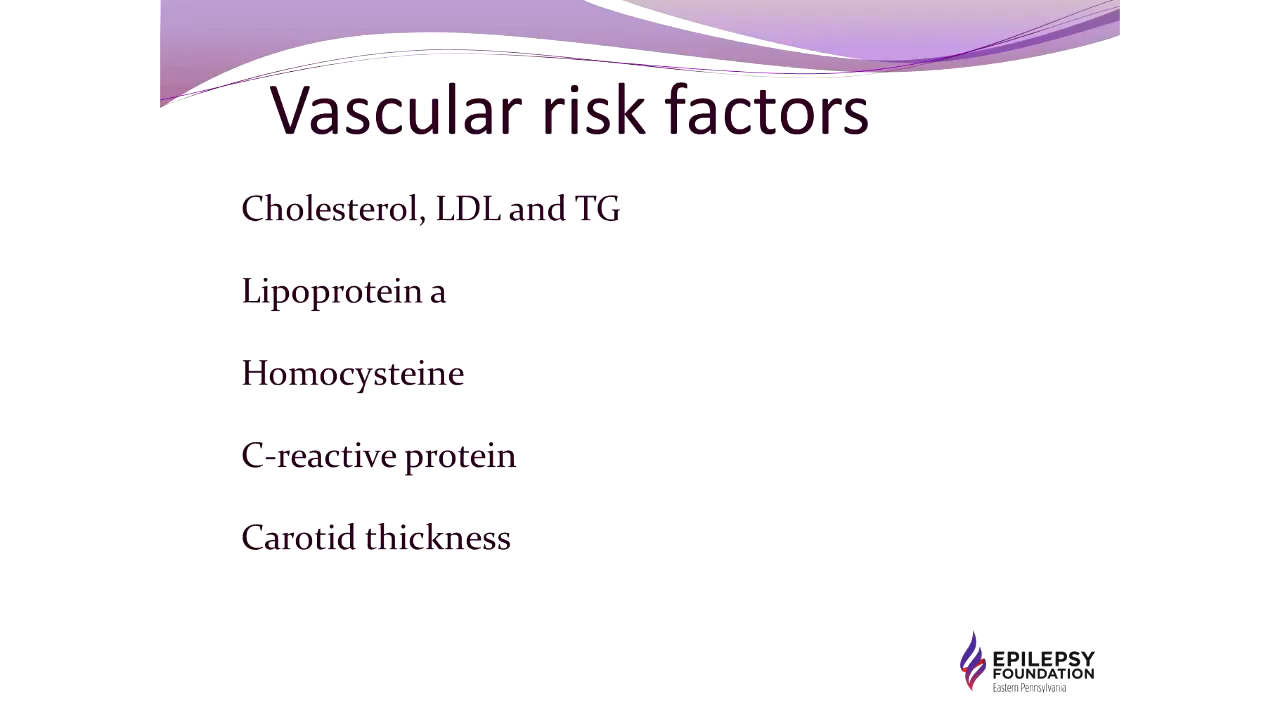 Vascular risk factors
Cholesterol, LDL and TG
Lipoprotein a
Homocysteine
C-reactive protein
Carotid thickness
EPILEPSY
FOUNDATION
Eastern Pennsylvania